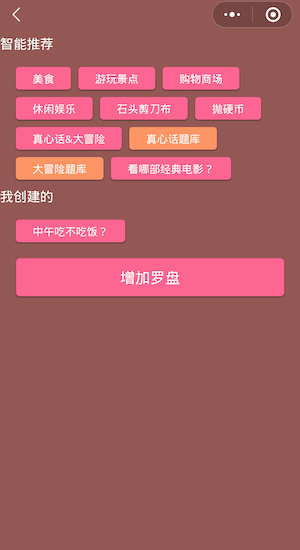 智能推荐
美食 游玩景点 购物商场
休闲娱乐 石头剪刀布 抛硬币
真心话&大冒险 真心话题库
大冒险题库 看哪部经典电影？
我创建的
中午吃不吃饭？
增加罗盘